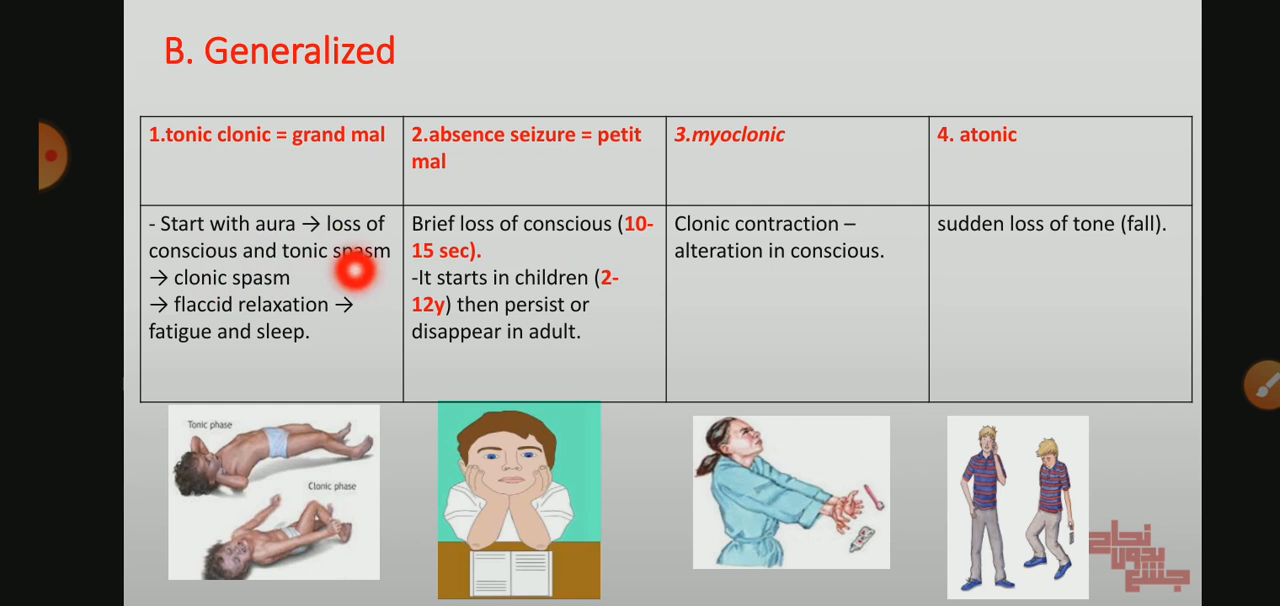 B. Generalized
1.tonic clonic = grand mal
2.absence seizure = petit
mal
3.myoclonic
4. atonic
- Start with aura → loss of
conscious and tonic spasm
→ clonic spasm
→ flaccid relaxation →
fatigue and sleep.
Brief loss of conscious (10-
15 sec).
-It starts in children (2-
12y) then persist or
disappear in adult.
Clonic contraction –
alteration in conscious.
sudden loss of tone (fall).
Tonic phase
Clonic phase
نجاح
بدون
جشع